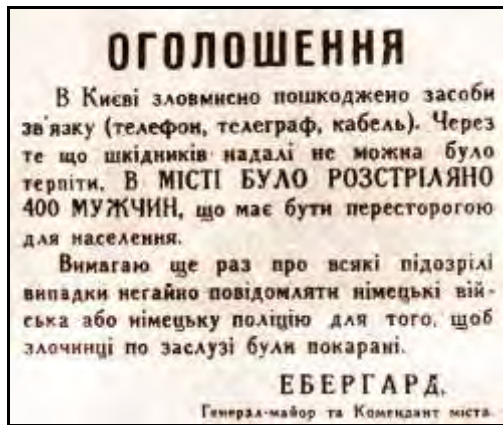 ОГОЛОШЕННЯ
В Києві зловмисно пошкоджено засоби
зв'язку (телефон, телеграф, кабель). Через
те що шкідників надалі не можна було
терпіти, В МІСТІ БУЛО РОЗСТРІЛЯНО
400 МУЖЧИН, що має бути пересторогою
для населення.
Вимагаю ще раз про всякі підозрілі
випадки негайно повідомляти німецькі вій-
ська або німецьку поліцію для того, щоб
злочинці по заслузі були покарані.
ЕБЕРГАРД,
Генерал-майор та Комендант міста